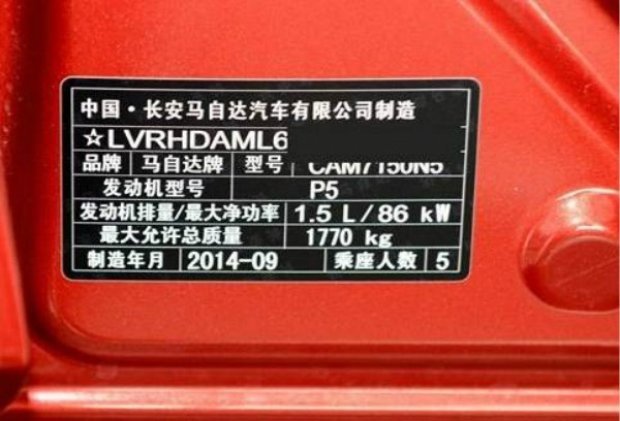 中国·长安马自达汽车有限公司制造
☆LVRHDAML6
品牌 马自达牌 型号 CAM7150N5
发动机型号 P5
发动机排量/最大净功率 1.5 L/86 kW
最大允许总质量 1770 kg
制造年月 2014-09 乘座人数 5